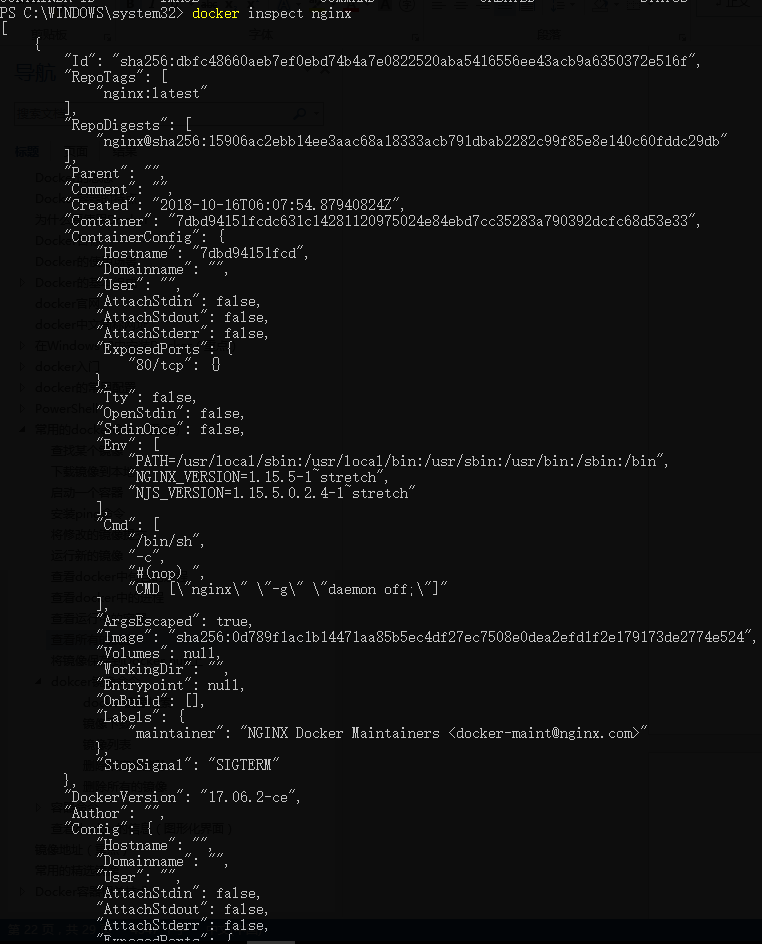 PS C:\WINDOWS\system32> docker inspect nginx
[
    {
        "Id": "sha256:dbfc48660aeb7ef0ebd74b4a7e0822520aba5416556ee43acb9a6350372e516f",
        "RepoTags": [
            "nginx:latest"
        ],
        "RepoDigests": [
            "nginx@sha256:15906ac2ebb14ee3aac68a18333acb791dbab2282c99f85e8e140c60fddc29db"
        ],
        "Parent": "",
        "Comment": "",
        "Created": "2018-10-16T06:07:54.87940824Z",
        "Container": "7dbd94151fcdc631c14281120975024e84ebd7cc35283a790392dcfc68d53e33",
        "ContainerConfig": {
            "Hostname": "7dbd94151fcd",
            "Domainname": "",
            "User": "",
            "AttachStdin": false,
            "AttachStdout": false,
            "AttachStderr": false,
            "ExposedPorts": {
                "80/tcp": {}
            },
            "Tty": false,
            "OpenStdin": false,
            "StdinOnce": false,
            "Env": [
                "PATH=/usr/local/sbin:/usr/local/bin:/usr/sbin:/usr/bin:/sbin:/bin",
                "NGINX_VERSION=1.15.5-1~stretch",
                "NJS_VERSION=1.15.5.0.2.4-1~stretch"
            ],
            "Cmd": [
                "/bin/sh",
                "-c",
                "#(nop) ",
                "CMD [\"nginx\" \"-g\" \"daemon off;\"]"
            ],
            "ArgsEscaped": true,
            "Image": "sha256:0d789f1ac1b14471aa85b5ec4df27ec7508e0dea2efd1f2e179173de2774e524",
            "Volumes": null,
            "WorkingDir": "",
            "Entrypoint": null,
            "OnBuild": [],
            "Labels": {
                "maintainer": "NGINX Docker Maintainers <docker-maint@nginx.com>"
            },
            "StopSignal": "SIGTERM"
        },
        "DockerVersion": "17.06.2-ce",
        "Author": "",
        "Config": {
            "Hostname": "",
            "Domainname": "",
            "User": "",
            "AttachStdin": false,
            "AttachStdout": false,
            "AttachStderr": false,
            "ExposedPorts": {